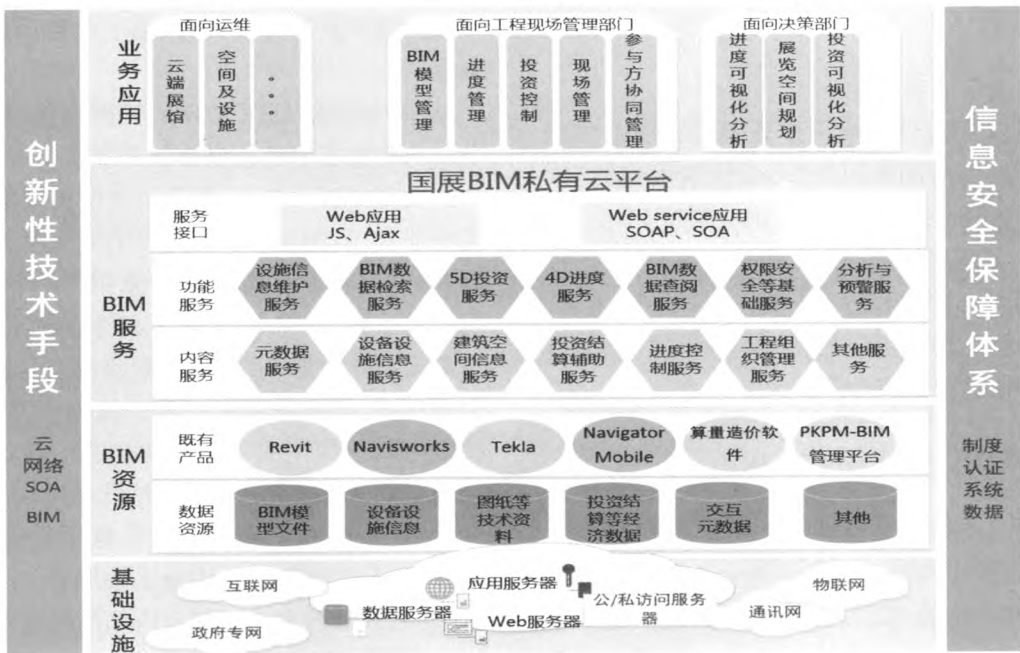 创新性技术手段
云
网络
SOA
BIM
业务应用
面向运维
云端展馆
空间及设施
。。。
面向工程现场管理部门
BIM模型管理
进度管理
投资控制
现场管理
参与方协同管理
面向决策部门
进度可视化分析
展览空间规划
投资可视化分析
BIM服务
国展BIM私有云平台
服务
接口
Web应用
JS、Ajax
Web service应用
SOAP、SOA
功能
服务
设施信
息维护
服务
BIM数
据检索
服务
5D投资
服务
4D进度
服务
BIM数
据查阅
服务
权限安
全等基
础服务
分析与
预警服
务
内容
服务
元数据
服务
设备设
施信息
服务
建筑空
间信息
服务
投资结
算辅助
服务
进度控
制服务
工程组
织管理
服务
其他服
务
BIM资源
既有
产品
Revit
Navisworks
Tekla
Navigator
Mobile
算量造价软
件
PKPM-BIM
管理平台
数据
资源
BIM模
型文件
设备设
施信息
图纸等
技术资
料
投资结
算等经
济数据
交互
元数据
其他
基础设施
互联网
政府专网
应用服务器
数据服务器
Web服务器
公/私访问服务
器
物联网
通讯网
信息安全保障体系
制度
认证
系统
数据